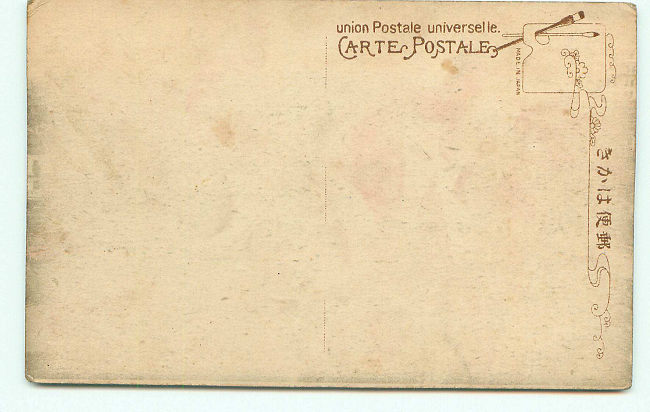 union Postale universelle.
CARTE POSTALE
MADE IN JAPAN
きかは便郵